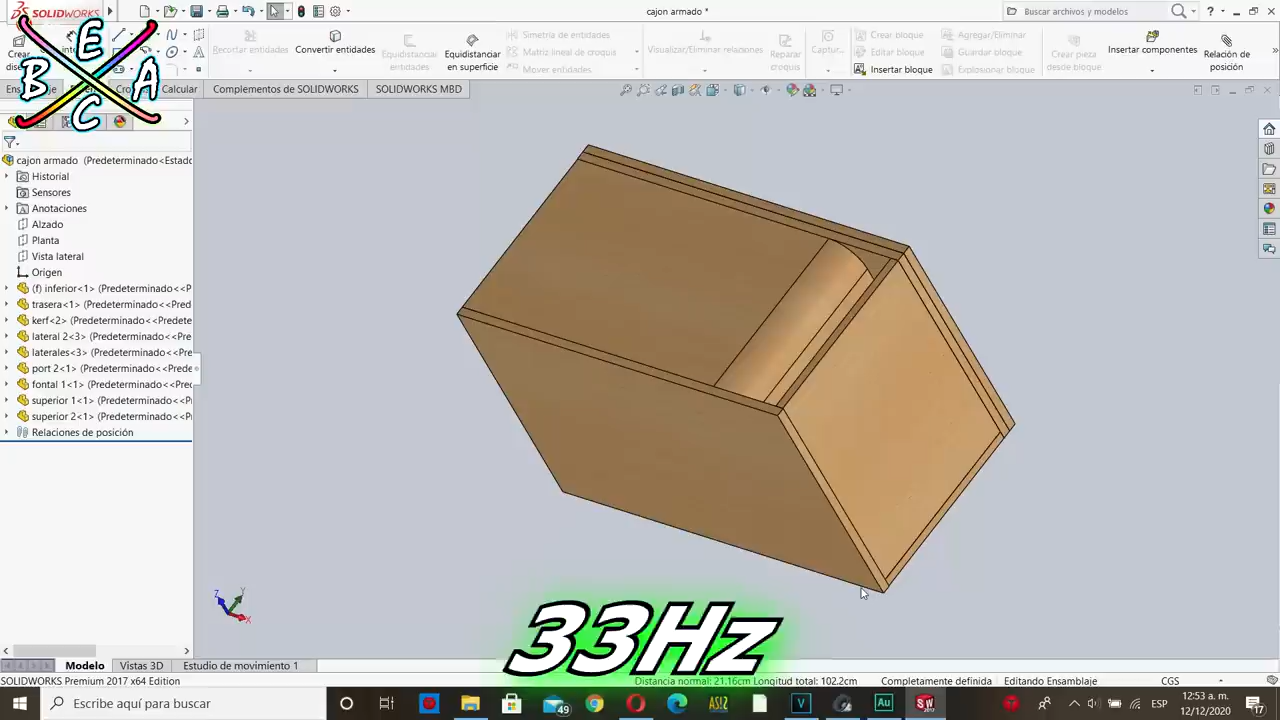 SOLIDWORKS
cajon armado *
Buscar archivos y modelos
Recortar entidades
Convertir entidades
Equidistanciar entidades
Equidistanciar en superficie
Simetría de entidades
Matriz lineal de croquis
Mover entidades
Visualizar/Eliminar relaciones
Reparar croquis
Captur...
Crear bloque
Editar bloque
Insertar bloque
Agregar/Eliminar
Guardar bloque
Explosionar bloque
Crear pieza desde bloque
Insertar componentes
Relación de posición
E
B
A
C
Calcular
Complementos de SOLIDWORKS
SOLIDWORKS MBD
cajon armado (Predeterminado<Estado
Historial
Sensores
Anotaciones
Alzado
Planta
Vista lateral
Origen
(f) inferior<1> (Predeterminado<<P
trasera<1> (Predeterminado<<Pred
kerf<2> (Predeterminado<<Predete
lateral 2<3> (Predeterminado<<Pre
laterales<3> (Predeterminado<<Pre
port 2<1> (Predeterminado<<Prede
fontal 1<1> (Predeterminado<<Prec
superior 1<1> (Predeterminado<<P
superior 2<1> (Predeterminado<<P
Relaciones de posición
Z
Y
X
33Hz
Modelo
Vistas 3D
Estudio de movimiento 1
SOLIDWORKS Premium 2017 x64 Edition
Distancia normal: 21.16cm Longitud total: 102.2cm
Completamente definida
Editando Ensamblaje
CGS
Escribe aquí para buscar
49
ESP
12:53 a. m.
12/12/2020
17